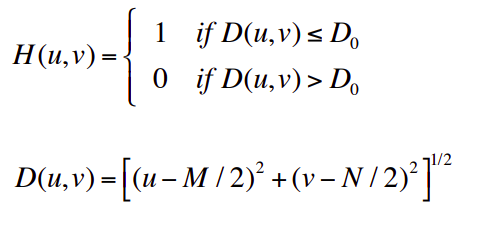 H(u,v) = { 1 if D(u,v) ≤ D₀
0 if D(u,v) > D₀
D(u,v) = [(u – M / 2)² + (v – N / 2)²]^1/2